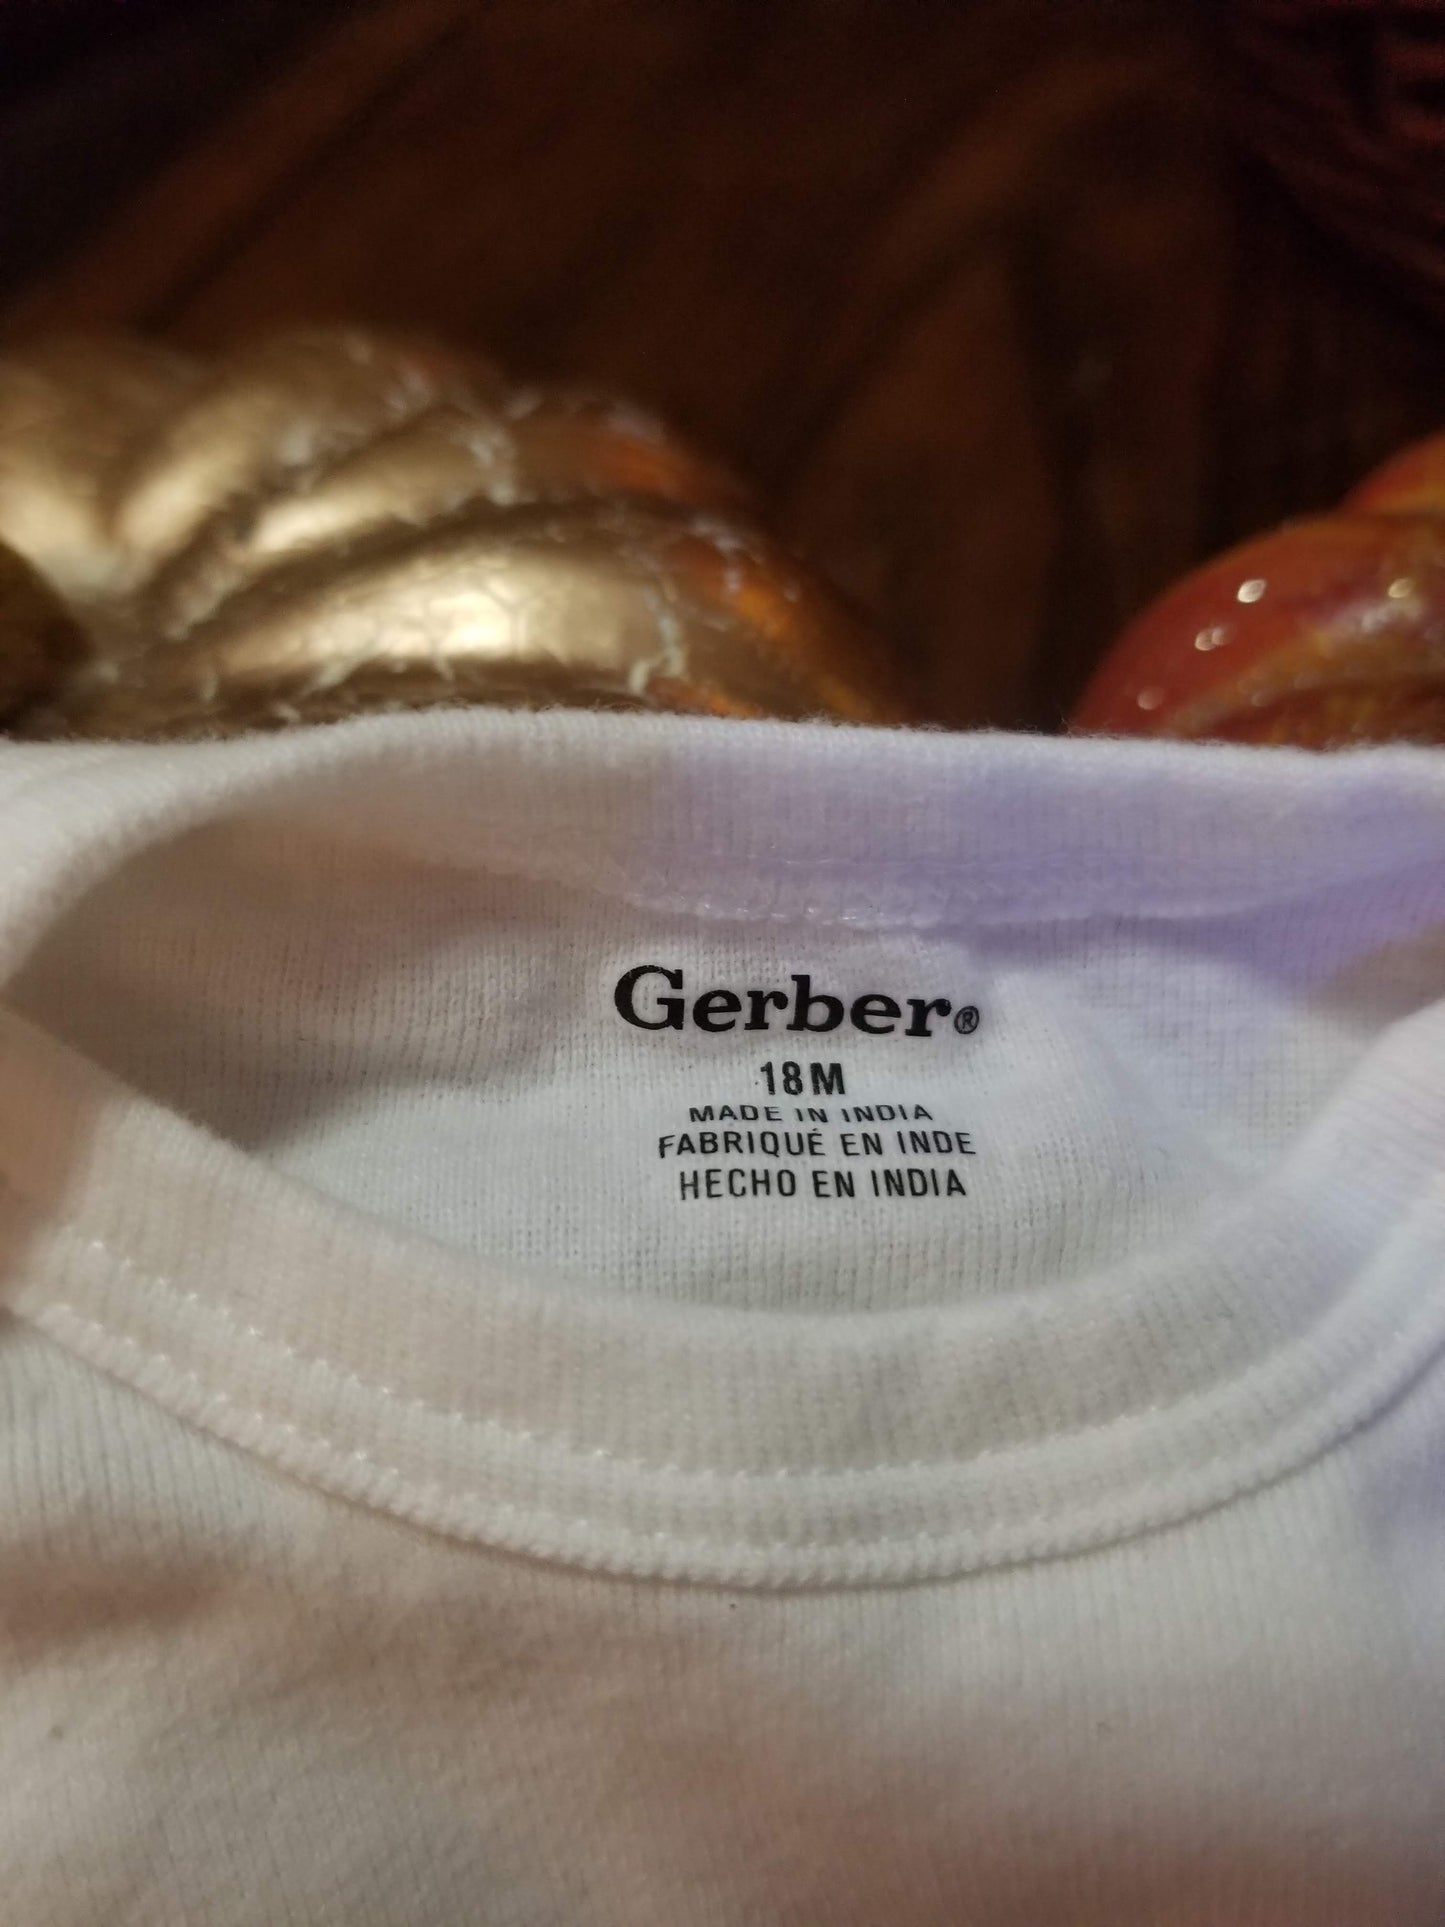 Gerber®
18M
MADE IN INDIA
FABRIQUÉ EN INDE
HECHO EN INDIA